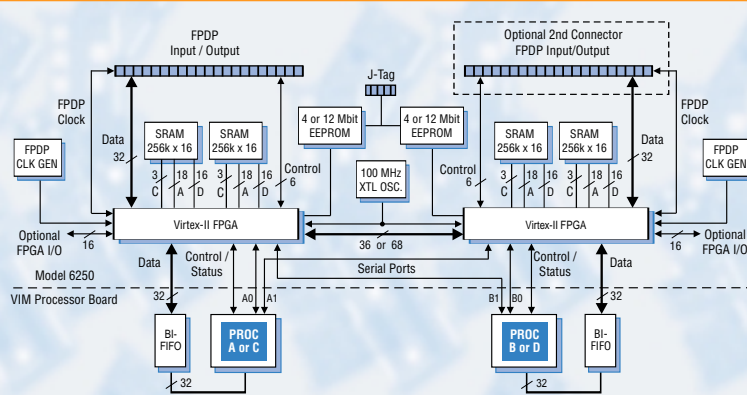 FPDP
Input / Output
Optional 2nd Connector
FPDP Input/Output
J-Tag
FPDP
Clock
FPDP
Clock
4 or 12 Mbit
EEPROM
4 or 12 Mbit
EEPROM
Data
32
SRAM
256k x 16
SRAM
256k x 16
SRAM
256k x 16
SRAM
256k x 16
Data
32
FPDP
CLK GEN
FPDP
CLK GEN
3
C
18
A
16
D
3
C
18
A
16
D
Control
6
100 MHz
XTL OSC.
Control
6
3
C
18
A
16
D
3
C
18
A
16
D
Virtex-II FPGA
Virtex-II FPGA
Optional
FPGA I/O
16
36 or 68
16
Optional
FPGA I/O
Data
Control /
Status
Serial Ports
Control /
Status
Data
Model 6250
VIM Processor Board
32
A0
A1
B1
B0
32
BI-
FIFO
PROC
A or C
PROC
B or D
BI-
FIFO
32
32